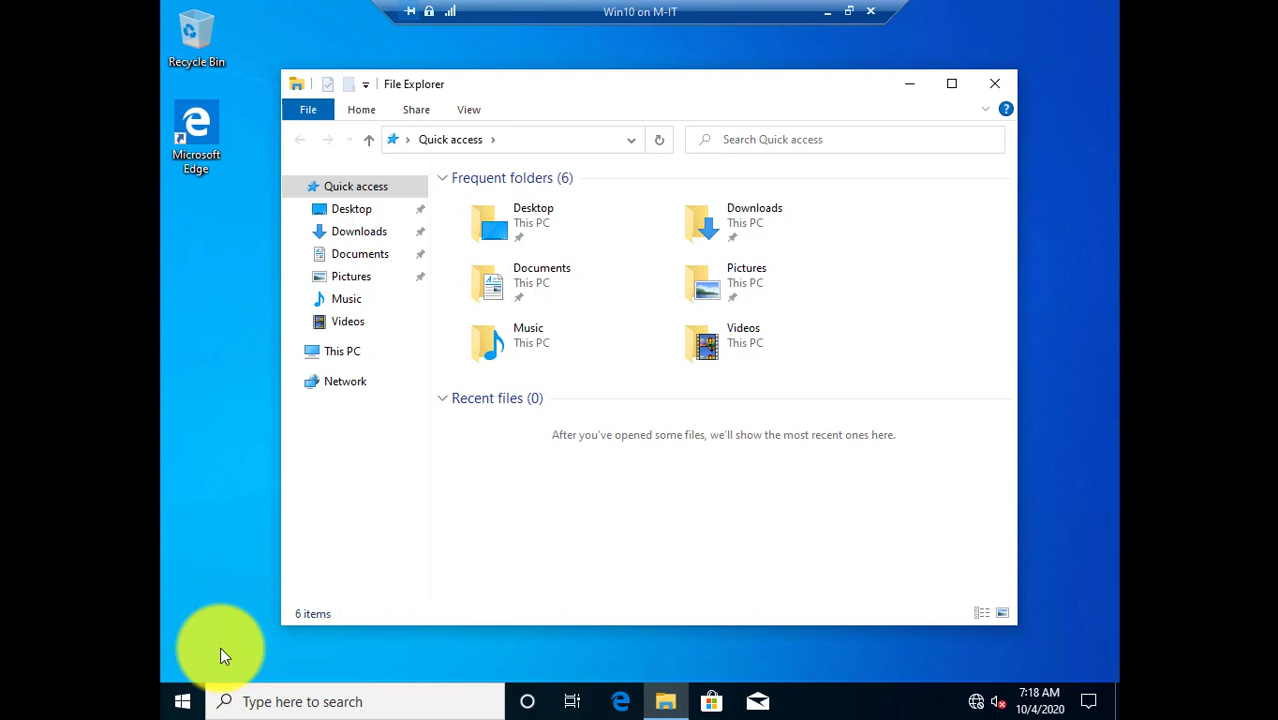 Win10 on M-IT
Recycle Bin
Microsoft
Edge
File Explorer
File
Home
Share
View
Quick access
Search Quick access
Quick access
Desktop
Downloads
Documents
Pictures
Music
Videos
This PC
Network
Frequent folders (6)
Desktop
This PC
Downloads
This PC
Documents
This PC
Pictures
This PC
Music
This PC
Videos
This PC
Recent files (0)
After you've opened some files, we'll show the most recent ones here.
6 items
Type here to search
7:18 AM
10/4/2020